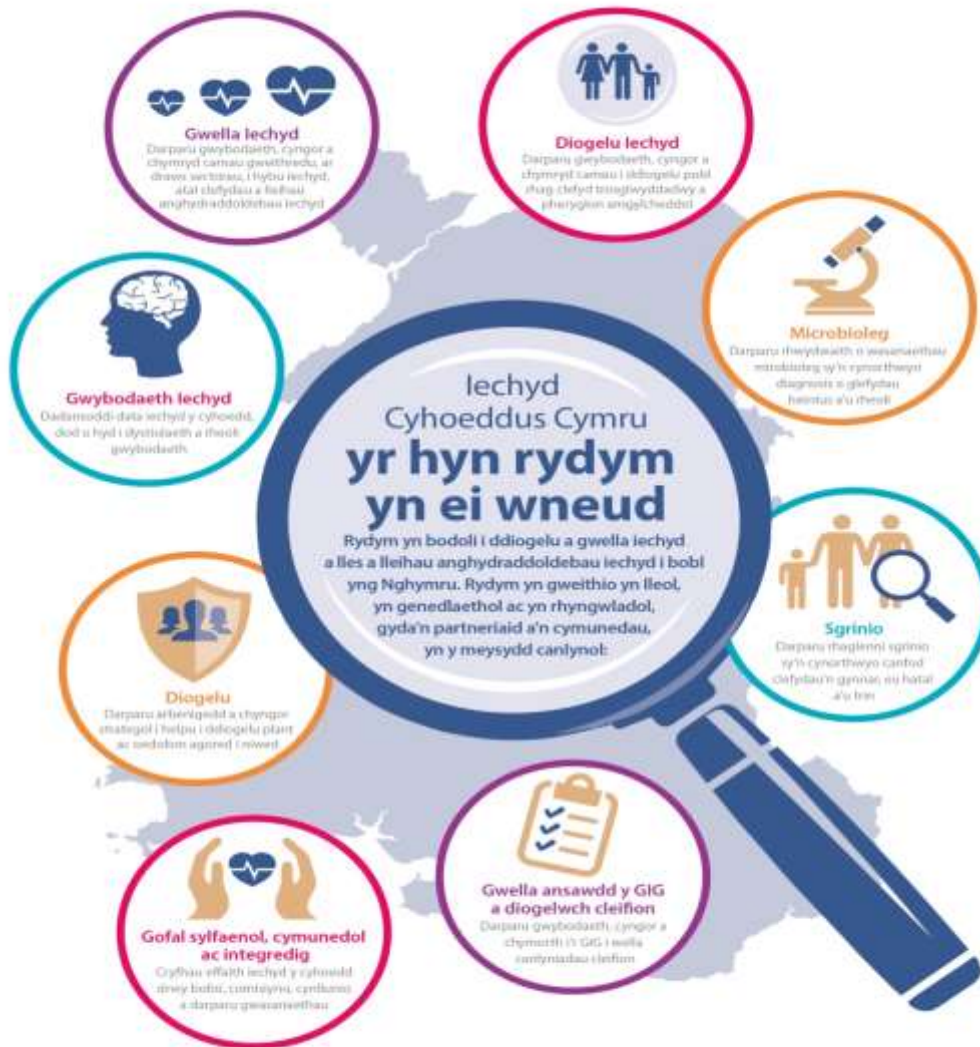 Gwella Iechyd
Darparu gwybodaeth, cyngor a
chymryd camau gweithredu, ar
draws sectorau, i hybu iechyd,
atal clefydau a lleihau
anghydraddoldebau iechyd
Diogelu Iechyd
Darparu gwybodaeth, cyngor a
chymryd camau i ddiogelu pobl
rhag clefyd trosglwyddadwy a
pheryglon amgylcheddol
Microbioleg
Darparu rhwydwaith o wasanaethau
microbioleg sy'n cynorthwyo
diagnosis o glefydau
heintus a'u rheoli
Gwybodaeth Iechyd
Dadansoddi data iechyd y cyhoedd,
dod o hyd i dystiolaeth a rheoli
gwybodaeth
Iechyd
Cyhoeddus Cymru
yr hyn rydym
yn ei wneud
Rydym yn bodoli i ddiogelu a gwella iechyd
a lles a lleihau anghydraddoldebau iechyd i bobl
yng Nghymru. Rydym yn gweithio yn lleol,
yn genedlaethol ac yn rhyngwladol,
gyda'n partneriaid a'n cymunedau,
yn y meysydd canlynol:
Sgrinio
Darparu rhaglenni sgrinio
sy'n cynorthwyo canfod
clefydau'n gynnar, eu hatal
a'u trin
Diogelu
Darparu arbenigedd a chyngor
strategol i helpu i ddiogelu plant
ac oedolion agored i niwed
Gwella ansawdd y GIG
a diogelwch cleifion
Darparu gwybodaeth, cyngor a
chymorth i'r GIG i wella
canlyniadau cleifion
Gofal sylfaenol, cymunedol
ac integredig
Cryfhau effaith iechyd y cyhoedd
drwy bolisi, comisiynu, cynllunio
a darparu gwasanaethau